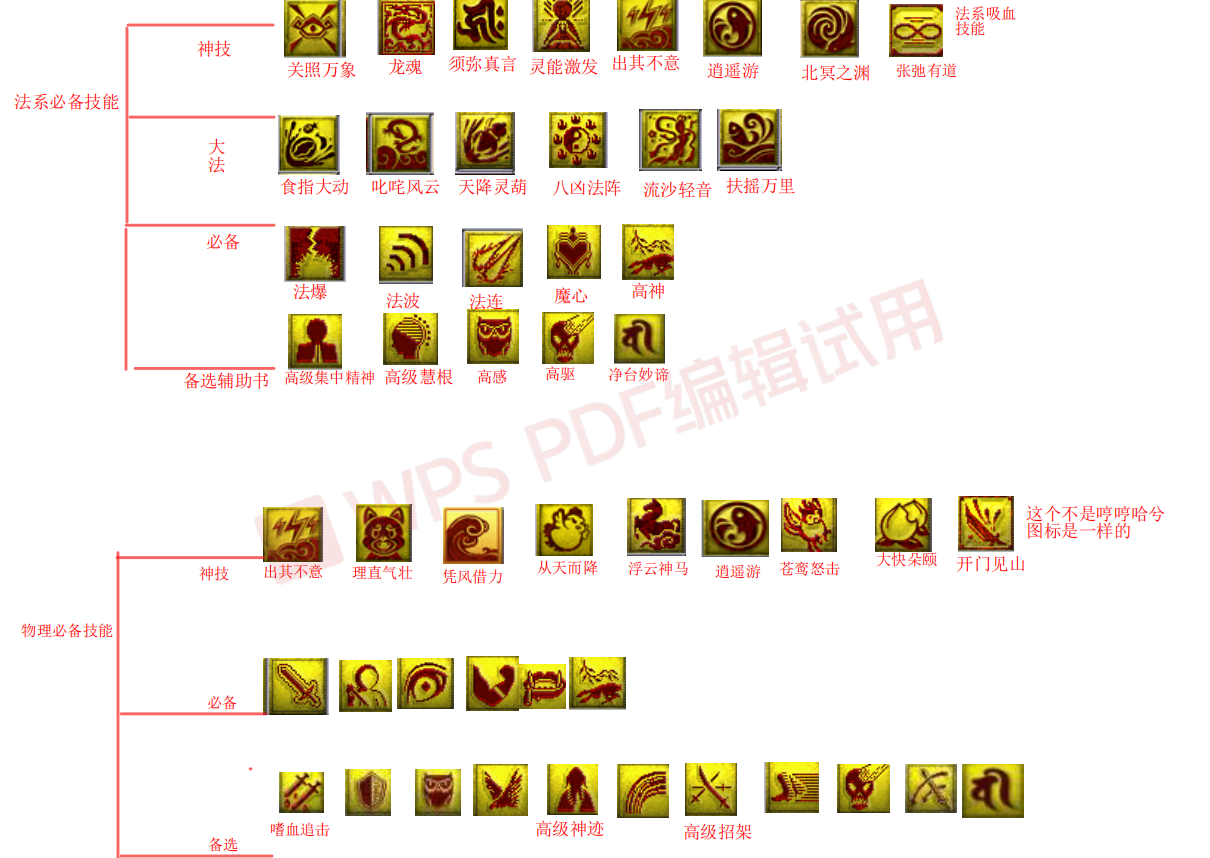 法系吸血
技能
神技
关照万象
龙魂
须弥真言
灵能激发
出其不意
逍遥游
北冥之渊
张弛有道
法系必备技能
大
法
食指大动
叱咤风云
天降灵葫
八凶法阵
流沙轻音
扶摇万里
必备
法爆
法波
法连
魔心
高神
备选辅助书
高级集中精神
高级慧根
高感
高驱
净台妙谛
WPS PDF编辑试用
这个不是哼哼哈兮
图标是一样的
神技
出其不意
理直气壮
凭风借力
从天而降
浮云神马
逍遥游
苍鸾怒击
大快朵颐
开门见山
物理必备技能
必备
嗜血追击
高级神迹
高级招架
备选